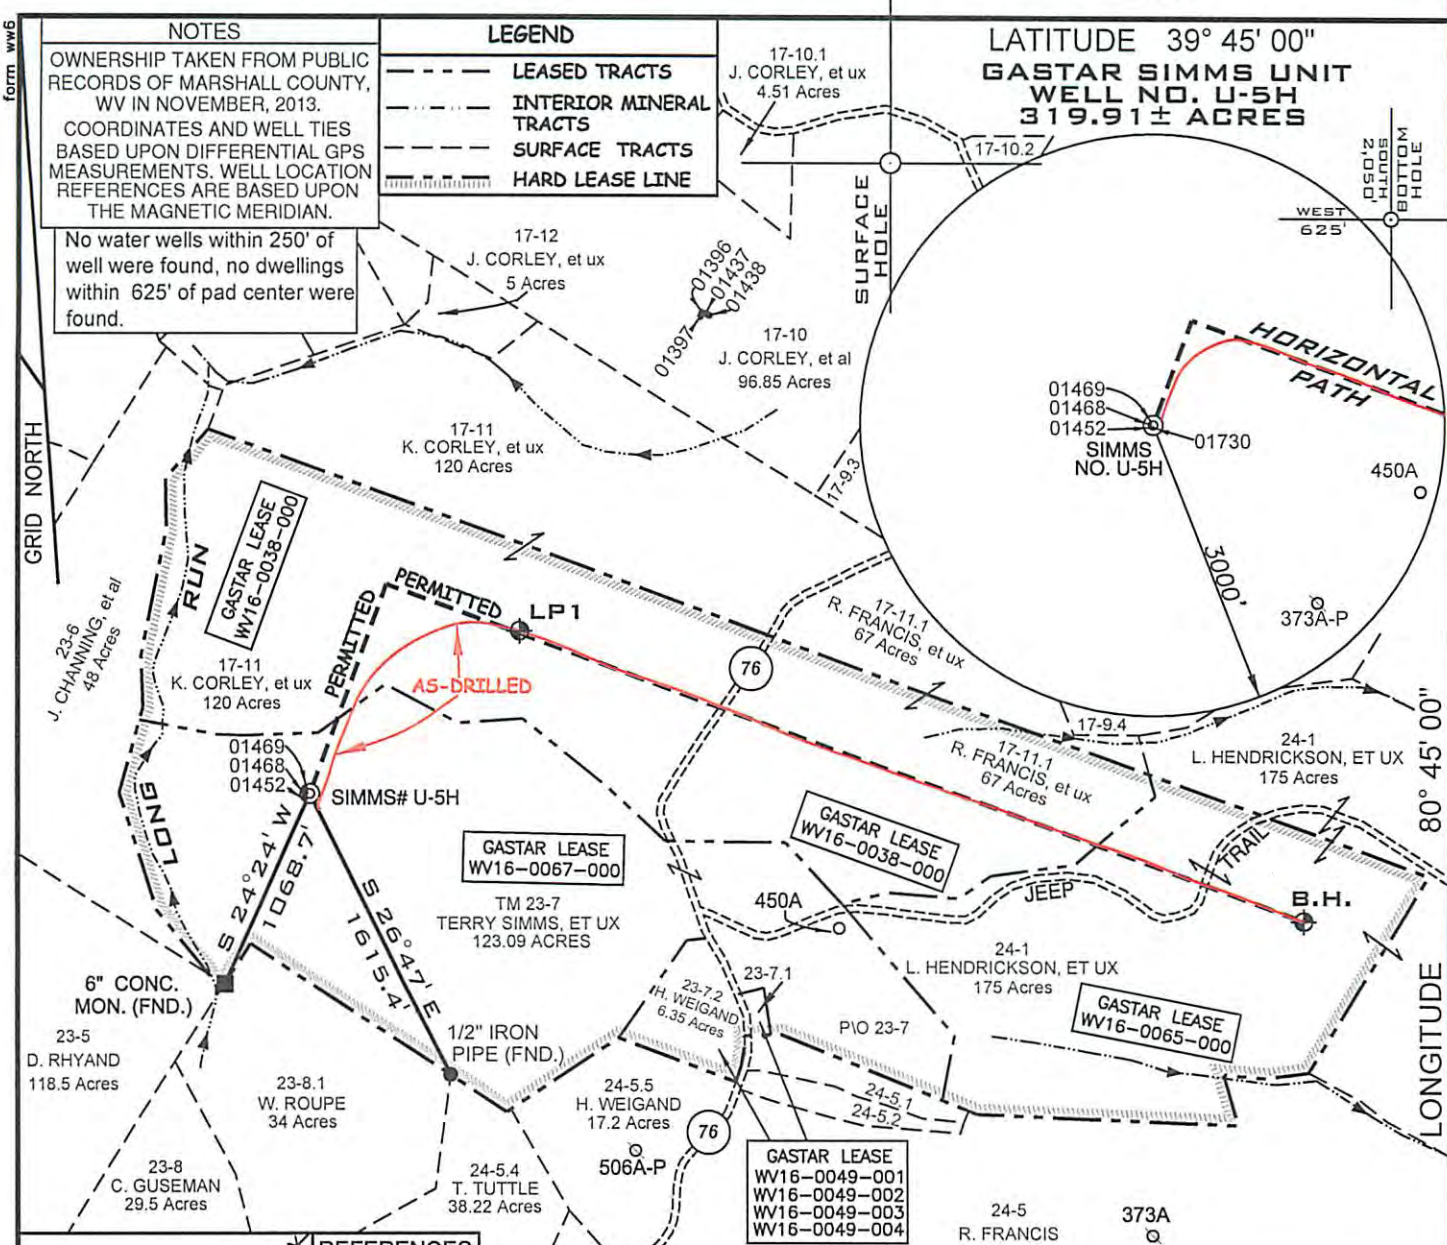 form ww6
NOTES
OWNERSHIP TAKEN FROM PUBLIC
RECORDS OF MARSHALL COUNTY,
WV IN NOVEMBER, 2013.
COORDINATES AND WELL TIES
BASED UPON DIFFERENTIAL GPS
MEASUREMENTS. WELL LOCATION
REFERENCES ARE BASED UPON
THE MAGNETIC MERIDIAN.
No water wells within 250' of
well were found, no dwellings
within 625' of pad center were
found.
LEGEND
LEASED TRACTS
INTERIOR MINERAL
TRACTS
SURFACE TRACTS
HARD LEASE LINE
17-10.1
J. CORLEY, et ux
4.51 Acres
LATITUDE 39° 45' 00"
GASTAR SIMMS UNIT
WELL NO. U-5H
319.91± ACRES
17-10.2
SURFACE
HOLE
2,050'
SOUTH
BOTTOM
HOLE
WEST
625'
17-12
J. CORLEY, et ux
5 Acres
01396
01437
01438
01397
17-10
J. CORLEY, et al
96.85 Acres
HORIZONTAL
PATH
01469
01468
01452
01730
SIMMS
NO. U-5H
450A
3000'
373A-P
17-11
K. CORLEY, et ux
120 Acres
17-9.3
GRID NORTH
GASTAR LEASE
WV16-0038-000
RUN
LONG
23-6
J. CHANNING, et al
48 Acres
17-11
K. CORLEY, et ux
120 Acres
PERMITTED
PERMITTED
LP1
AS-DRILLED
17-11.1
R. FRANCIS, et ux
67 Acres
76
17-9.4
17-11.1
R. FRANCIS, et ux
67 Acres
24-1
L. HENDRICKSON, ET UX
175 Acres
LONGITUDE 80° 45' 00"
01469
01468
01452
SIMMS# U-5H
S 24°24' W
1068.7'
S 26°47' E
1615.4'
GASTAR LEASE
WV16-0067-000
TM 23-7
TERRY SIMMS, ET UX
123.09 ACRES
GASTAR LEASE
WV16-0038-000
JEEP
TRAIL
B.H.
450A
24-1
L. HENDRICKSON, ET UX
175 Acres
GASTAR LEASE
WV16-0065-000
6" CONC.
MON. (FND.)
1/2" IRON
PIPE (FND.)
23-7.2
H. WEIGAND
6.35 Acres
23-7.1
P\O 23-7
23-5
D. RHYAND
118.5 Acres
23-8.1
W. ROUPE
34 Acres
24-5.5
H. WEIGAND
17.2 Acres
24-5.1
24-5.2
76
506A-P
23-8
C. GUSEMAN
29.5 Acres
24-5.4
T. TUTTLE
38.22 Acres
GASTAR LEASE
WV16-0049-001
WV16-0049-002
WV16-0049-003
WV16-0049-004
24-5
R. FRANCIS
373A
REFERENCES